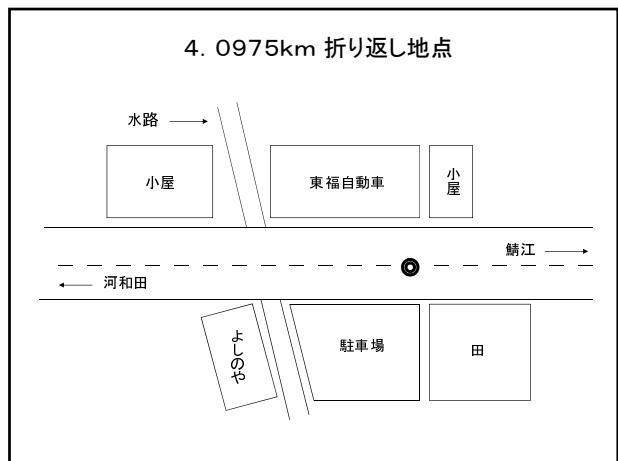 4．0975km 折り返し地点
水路
小屋
東福自動車
小屋
鯖江
河和田
よしのや
駐車場
田